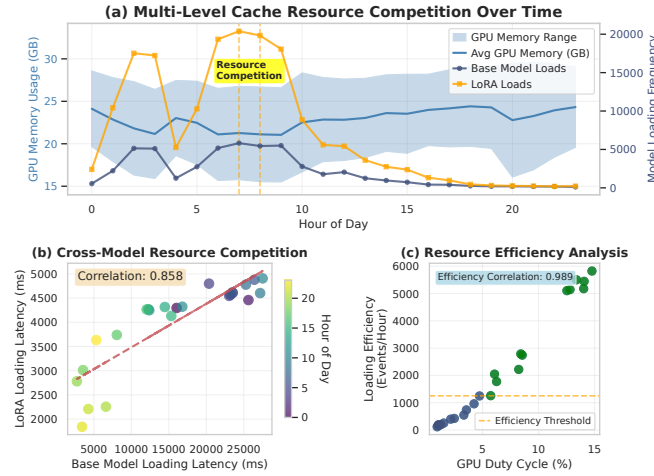 (a) Multi-Level Cache Resource Competition Over Time
GPU Memory Usage (GB)
30
25
20
15
GPU Memory Range
Avg GPU Memory (GB)
Base Model Loads
LoRA Loads
Resource
Competition
20000
15000
10000
5000
0
Model Loading Frequency
0
5
10
15
20
Hour of Day
(b) Cross-Model Resource Competition
Correlation: 0.858
LoRA Loading Latency (ms)
5000
4500
4000
3500
3000
2500
2000
5000
10000
15000
20000
25000
Base Model Loading Latency (ms)
20
15
10
5
0
Hour of Day
(c) Resource Efficiency Analysis
Efficiency Correlation: 0.989
Loading Efficiency
(Events/Hour)
6000
5000
4000
3000
2000
1000
0
Efficiency Threshold
5
10
15
GPU Duty Cycle (%)